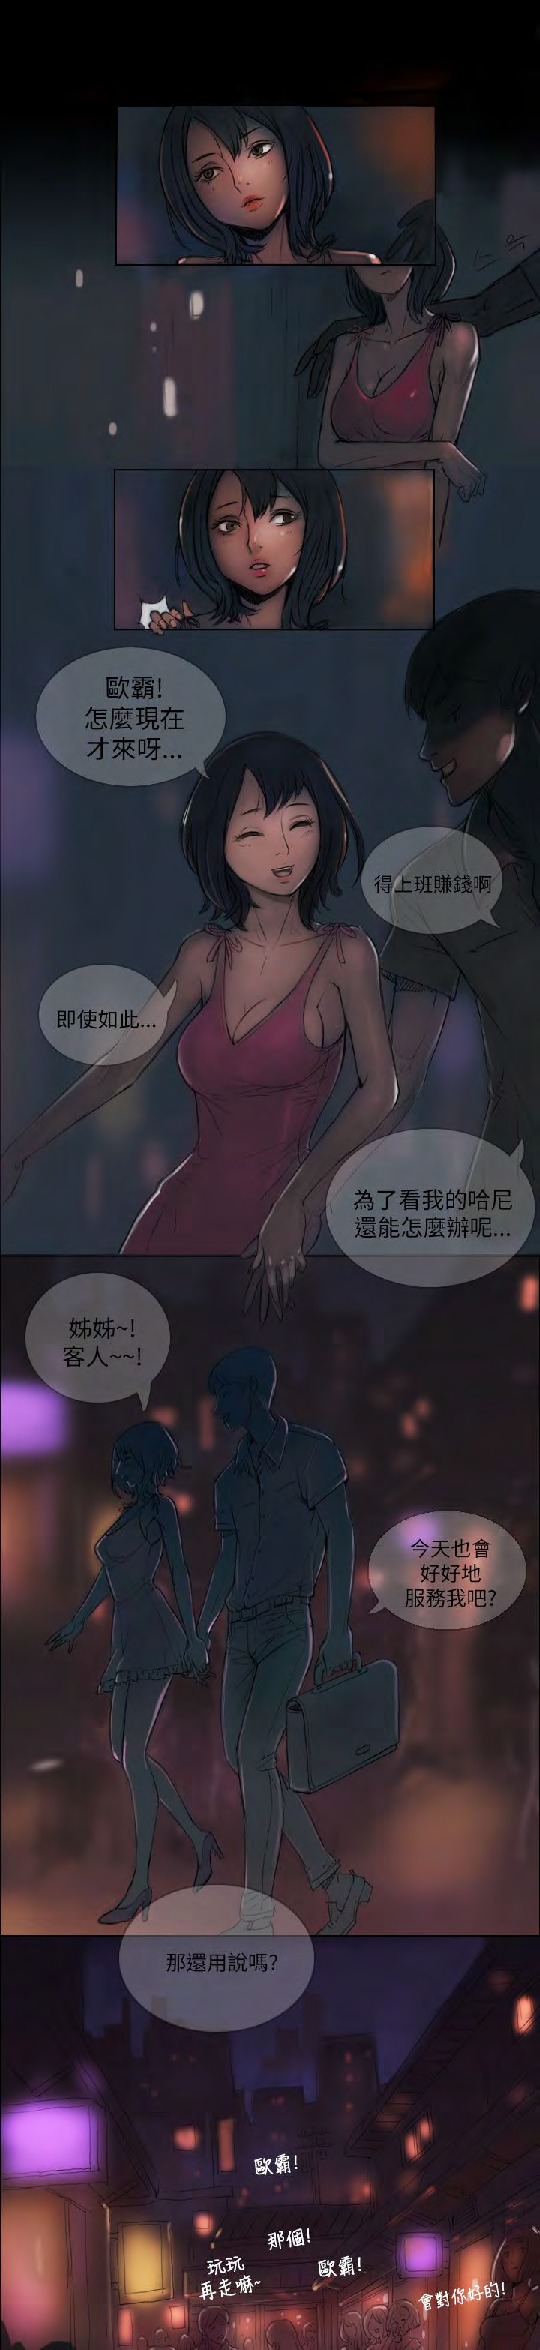 스윽
歐霸!
怎麼現在
才來呀...
得上班賺錢啊
即使如此...
為了看我的哈尼
還能怎麼辦呢...
姊姊~!
客人~~!
今天也會
好好地
服務我吧?
那還用說嗎?
歐霸!
那個!
玩玩
再走嘛~
歐霸!
會對你好的!